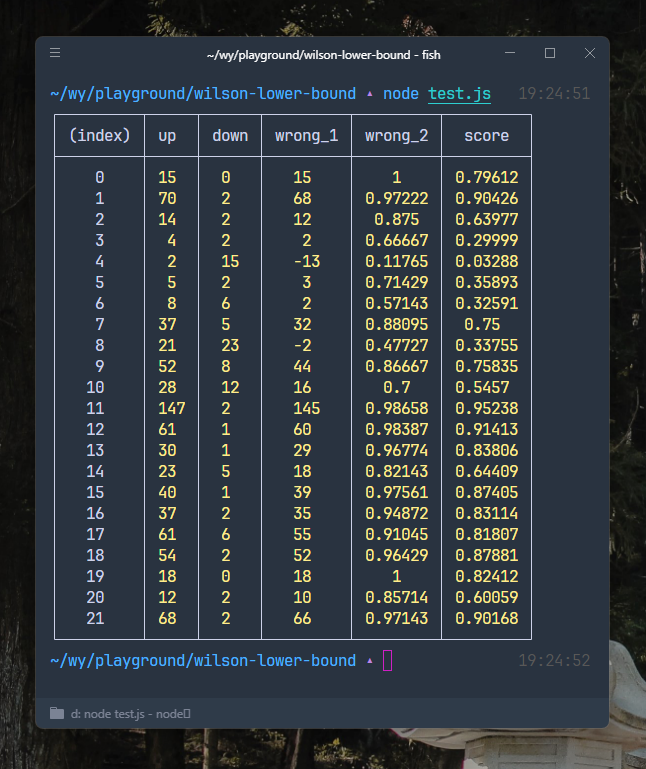 ~/wy/playground/wilson-lower-bound - fish
~/wy/playground/wilson-lower-bound ▴ node test.js 19:24:51
(index) up down wrong_1 wrong_2 score
0 15 0 15 1 0.79612
1 70 2 68 0.97222 0.90426
2 14 2 12 0.875 0.63977
3 4 2 2 0.66667 0.29999
4 2 15 -13 0.11765 0.03288
5 5 2 3 0.71429 0.35893
6 8 6 2 0.57143 0.32591
7 37 5 32 0.88095 0.75
8 21 23 -2 0.47727 0.33755
9 52 8 44 0.86667 0.75835
10 28 12 16 0.7 0.5457
11 147 2 145 0.98658 0.95238
12 61 1 60 0.98387 0.91413
13 30 1 29 0.96774 0.83806
14 23 5 18 0.82143 0.64409
15 40 1 39 0.97561 0.87405
16 37 2 35 0.94872 0.83114
17 61 6 55 0.91045 0.81807
18 54 2 52 0.96429 0.87881
19 18 0 18 1 0.82412
20 12 2 10 0.85714 0.60059
21 68 2 66 0.97143 0.90168
~/wy/playground/wilson-lower-bound ▴ 19:24:52
d: node test.js - node